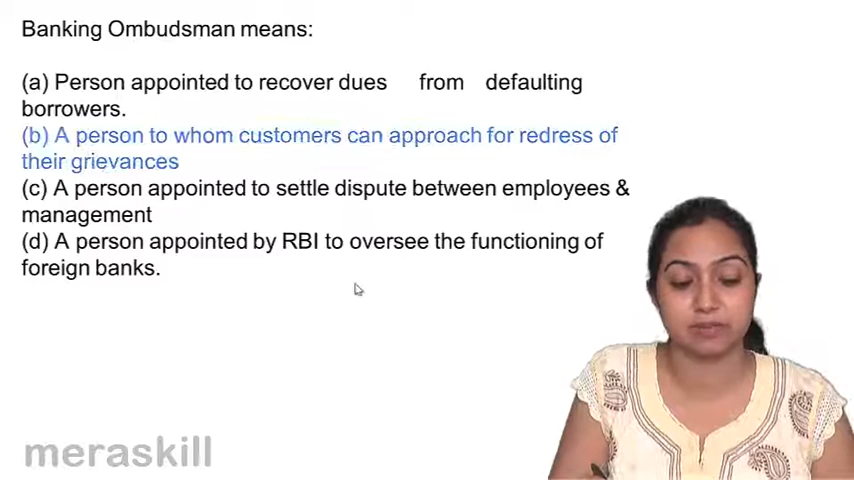 Banking Ombudsman means:
(a) Person appointed to recover dues from defaulting
borrowers.
(b) A person to whom customers can approach for redress of
their grievances
(c) A person appointed to settle dispute between employees &
management
(d) A person appointed by RBI to oversee the functioning of
foreign banks.
meraskill